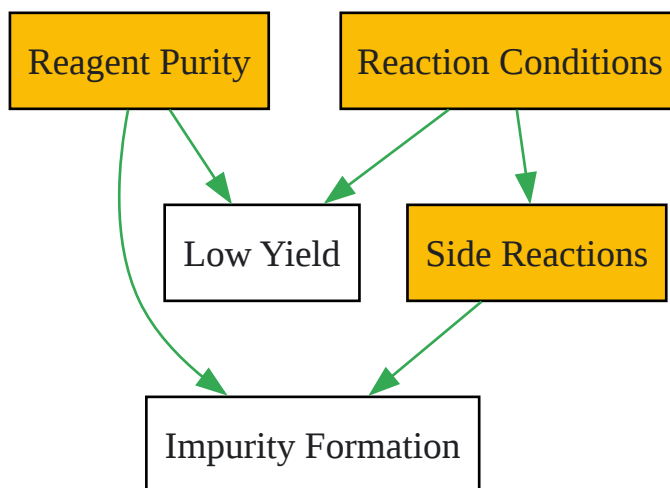 Reagent Purity
Reaction Conditions
Low Yield
Side Reactions
Impurity Formation